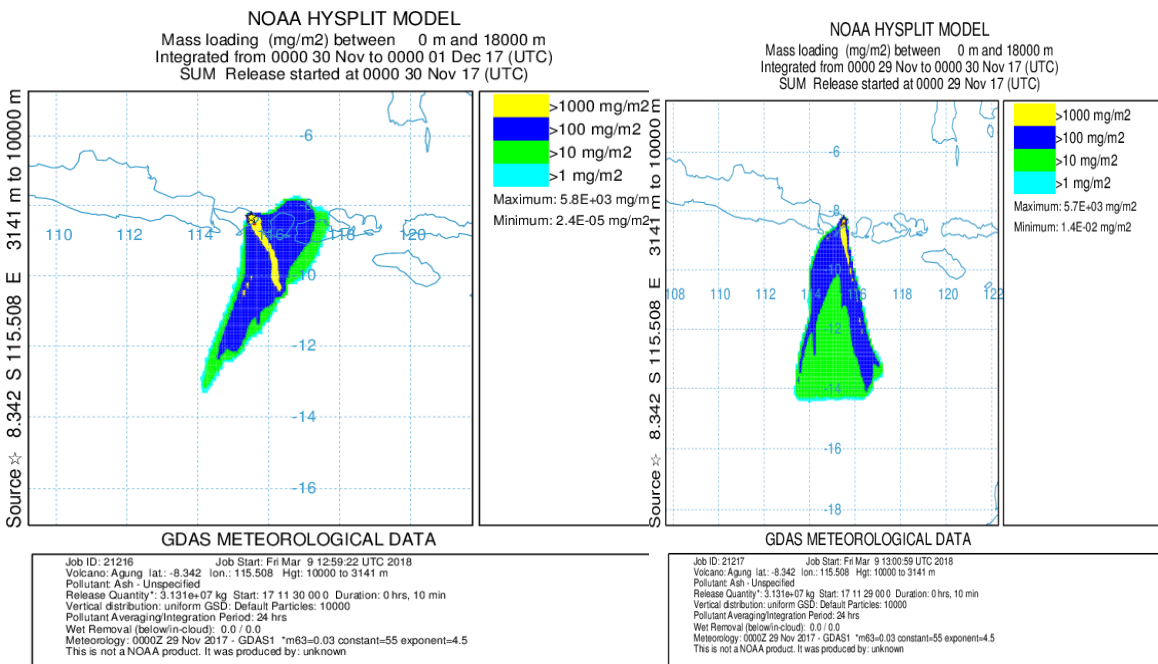 NOAA HYSPLIT MODEL
Mass loading (mg/m2) between 0 m and 18000 m
Integrated from 0000 30 Nov to 0000 01 Dec 17 (UTC)
SUM Release started at 0000 30 Nov 17 (UTC)
Source ☆ 8.342 S 115.508 E 3141 m to 10000 m
>1000 mg/m2
>100 mg/m2
>10 mg/m2
>1 mg/m2
Maximum: 5.8E+03 mg/m
Minimum: 2.4E-05 mg/m2
-6
110
112
114
118
120
10
-12
-14
-16
GDAS METEOROLOGICAL DATA
Job ID: 21216 Job Start: Fri Mar 9 12:59:22 UTC 2018
Volcano: Agung lat.: -8.342 lon.: 115.508 Hgt: 10000 to 3141 m
Pollutant: Ash - Unspecified
Release Quantity*: 3.131e+07 kg Start: 17 11 30 00 0 Duration: 0 hrs, 10 min
Vertical distribution: uniform GSD: Default Particles: 10000
Pollutant Averaging/Integration Period: 24 hrs
Wet Removal (below/in-cloud): 0.0 / 0.0
Meteorology: 0000Z 29 Nov 2017 - GDAS1 *m63=0.03 constant=55 exponent=4.5
This is not a NOAA product. It was produced by: unknown
NOAA HYSPLIT MODEL
Mass loading (mg/m2) between 0 m and 18000 m
Integrated from 0000 29 Nov to 0000 30 Nov 17 (UTC)
SUM Release started at 0000 29 Nov 17 (UTC)
Source ☆ 8.342 S 115.508 E 3141 m to 10000 m
>1000 mg/m2
>100 mg/m2
>10 mg/m2
>1 mg/m2
Maximum: 5.7E+03 mg/m2
Minimum: 1.4E-02 mg/m2
-6
-8
10
108
110
112
114
116
118
120
122
-12
-14
-16
-18
GDAS METEOROLOGICAL DATA
Job ID: 21217 Job Start: Fri Mar 9 13:00:59 UTC 2018
Volcano: Agung lat.: -8.342 lon.: 115.508 Hgt: 10000 to 3141 m
Pollutant: Ash - Unspecified
Release Quantity*: 3.131e+07 kg Start: 17 11 29 00 0 Duration: 0 hrs, 10 min
Vertical distribution: uniform GSD: Default Particles: 10000
Pollutant Averaging/Integration Period: 24 hrs
Wet Removal (below/in-cloud): 0.0 / 0.0
Meteorology: 0000Z 29 Nov 2017 - GDAS1 *m63=0.03 constant=55 exponent=4.5
This is not a NOAA product. It was produced by: unknown